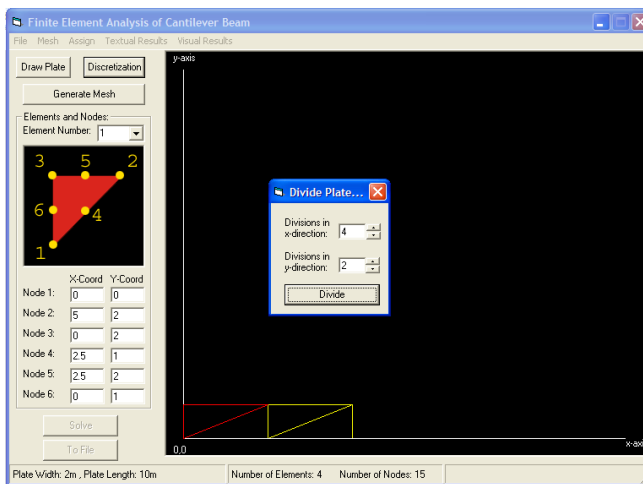 Finite Element Analysis of Cantilever Beam
File Mesh Assign Textual Results Visual Results
Draw Plate Discretization
Generate Mesh
Elements and Nodes:
Element Number: 1
3 5 2
6 4
1
X-Coord Y-Coord
Node 1: 0 0
Node 2: 5 2
Node 3: 0 2
Node 4: 2.5 1
Node 5: 2.5 2
Node 6: 0 1
Solve
To File
y-axis
Divide Plate...
Divisions in
x-direction: 4
Divisions in
y-direction: 2
Divide
0,0 x-axi
Plate Width: 2m , Plate Length: 10m Number of Elements: 4 Number of Nodes: 15